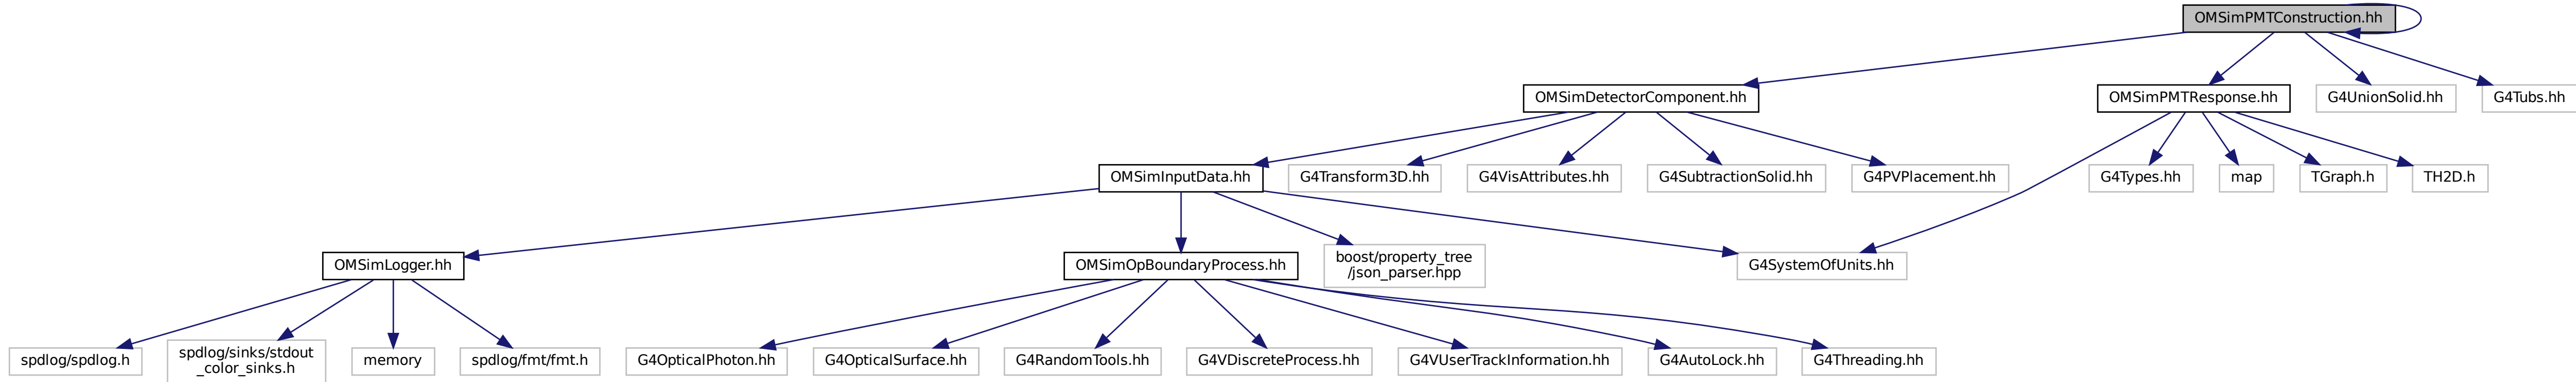 OMSimPMTConstruction.hh
OMSimDetectorComponent.hh
OMSimPMTResponse.hh
G4UnionSolid.hh
G4Tubs.hh
OMSimInputData.hh
G4Transform3D.hh
G4VisAttributes.hh
G4SubtractionSolid.hh
G4PVPlacement.hh
G4Types.hh
map
TGraph.h
TH2D.h
OMSimLogger.hh
OMSimOpBoundaryProcess.hh
boost/property_tree
/json_parser.hpp
G4SystemOfUnits.hh
spdlog/spdlog.h
spdlog/sinks/stdout
_color_sinks.h
memory
spdlog/fmt/fmt.h
G4OpticalPhoton.hh
G4OpticalSurface.hh
G4RandomTools.hh
G4VDiscreteProcess.hh
G4VUserTrackInformation.hh
G4AutoLock.hh
G4Threading.hh